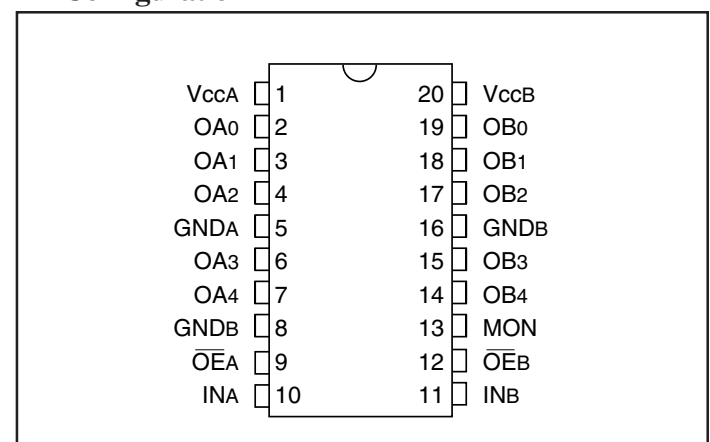 VccA 1 20 VccB
OA0 2 19 OB0
OA1 3 18 OB1
OA2 4 17 OB2
GNDA 5 16 GNDB
OA3 6 15 OB3
OA4 7 14 OB4
GNDB 8 13 MON
O̅E̅A 9 12 O̅E̅B
INA 10 11 INB